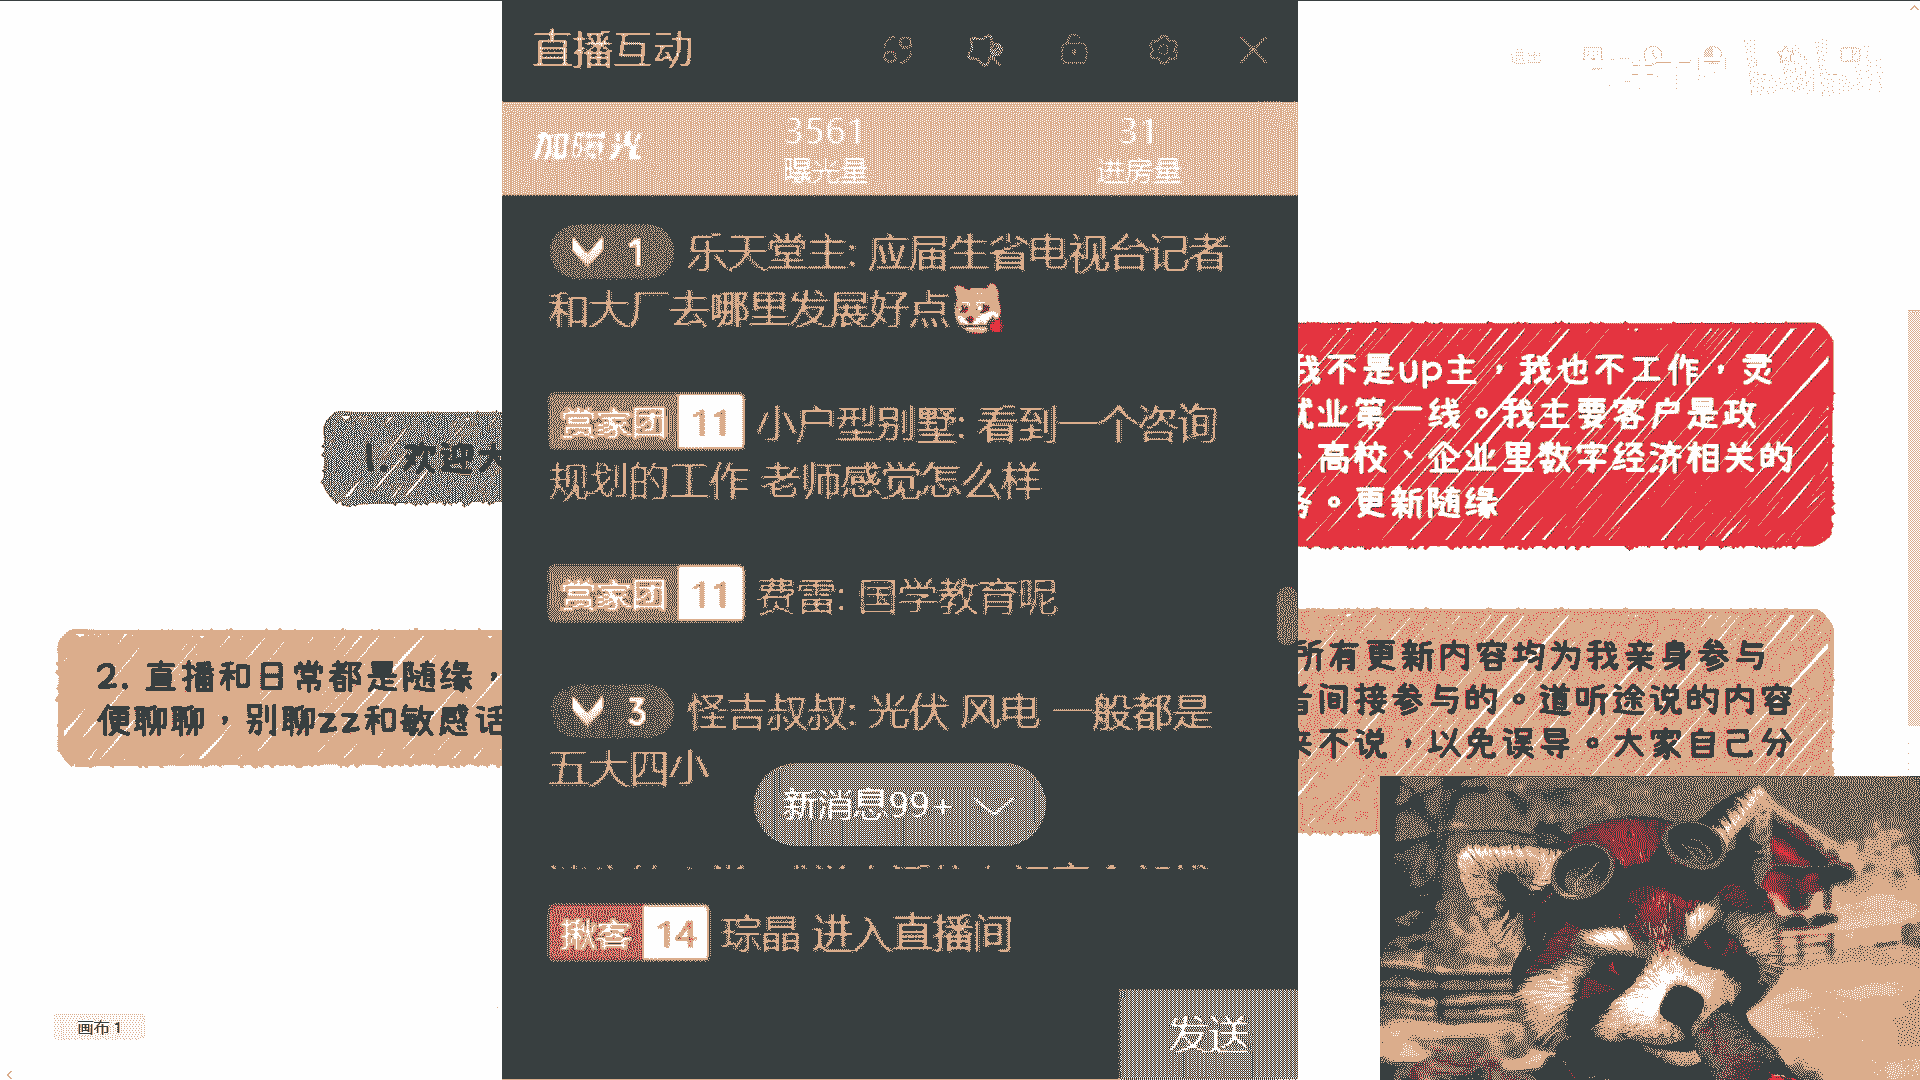 直播互动
加曝光
3561
曝光量
31
进房量
1 乐天堂主: 应届生省电视台记者
和大厂去哪里发展好点
赏家团 11 小户型别墅: 看到一个咨询
规划的工作 老师感觉怎么样
赏家团 11 费雷: 国学教育呢
3 怪吉叔叔: 光伏 风电 一般都是
五大四小
新消息99+
揪客 14 琮晶 进入直播间
发送
1. 欢迎大
2. 直播和日常都是随缘，
便聊聊，别聊zz和敏感话
我不是up主，我也不工作，灵
就业第一线。我主要客户是政
、高校、企业里数字经济相关的
务。更新随缘
所有更新内容均为我亲身参与
者间接参与的。道听途说的内容
来不说，以免误导。大家自己分
画布 1